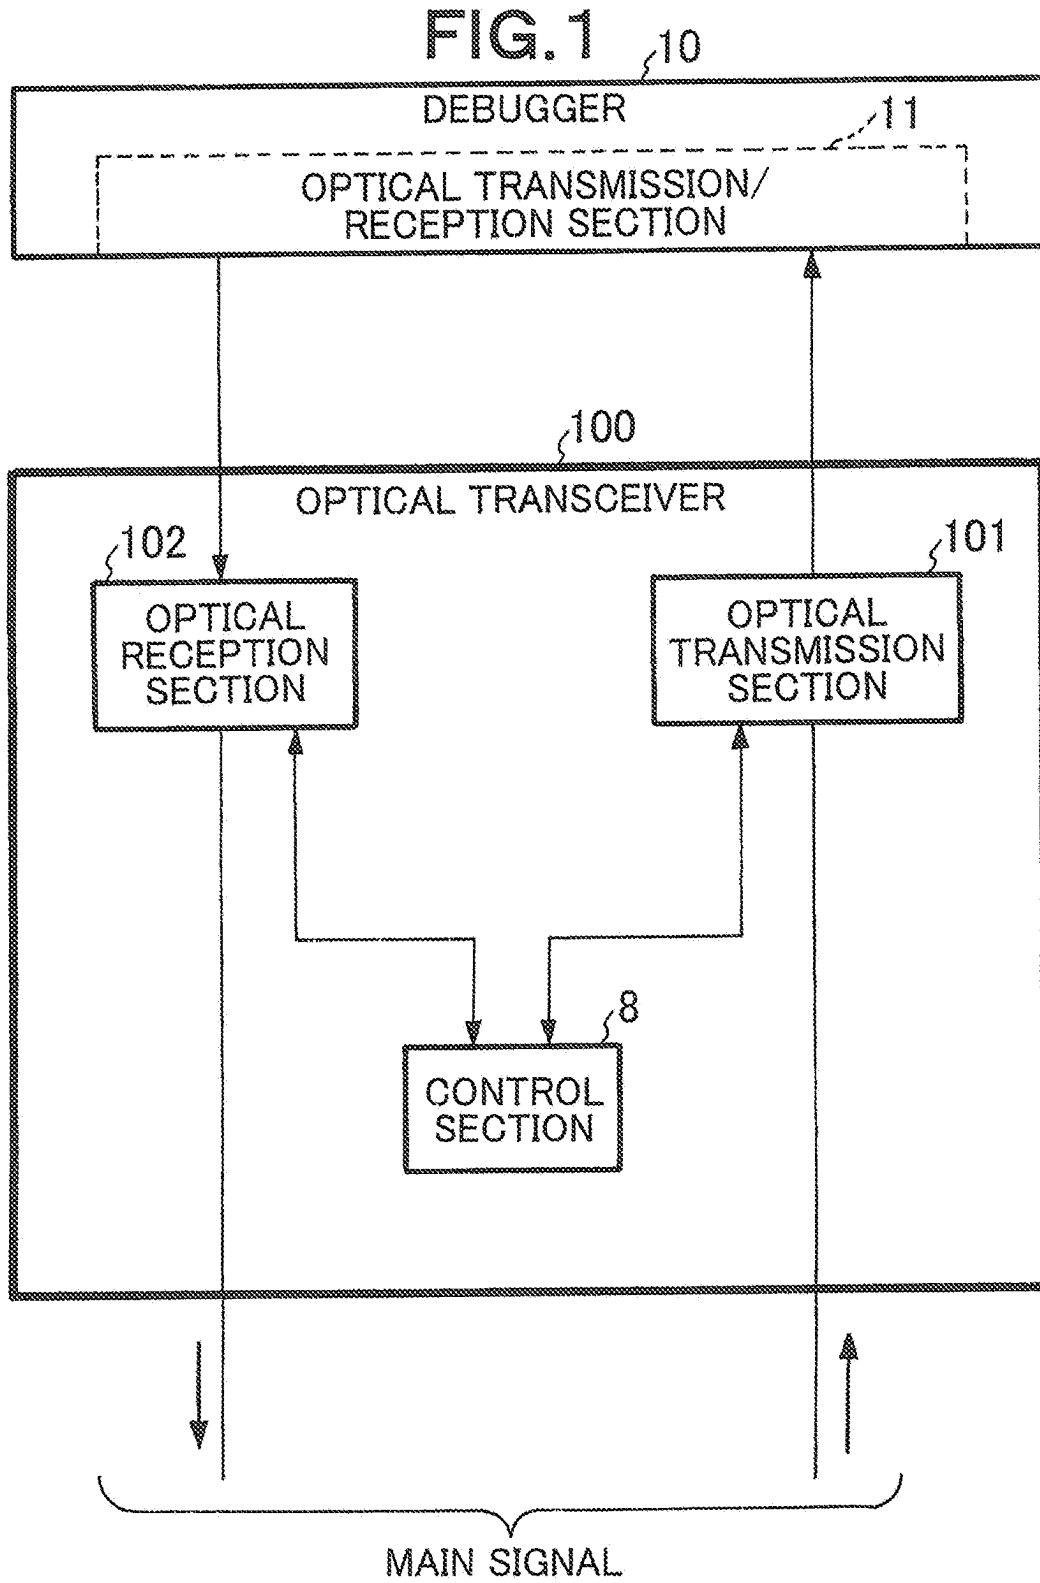 FIG.1
10
DEBUGGER
11
OPTICAL TRANSMISSION/
RECEPTION SECTION
100
OPTICAL TRANSCEIVER
102
101
OPTICAL
RECEPTION
SECTION
OPTICAL
TRANSMISSION
SECTION
8
CONTROL
SECTION
MAIN SIGNAL